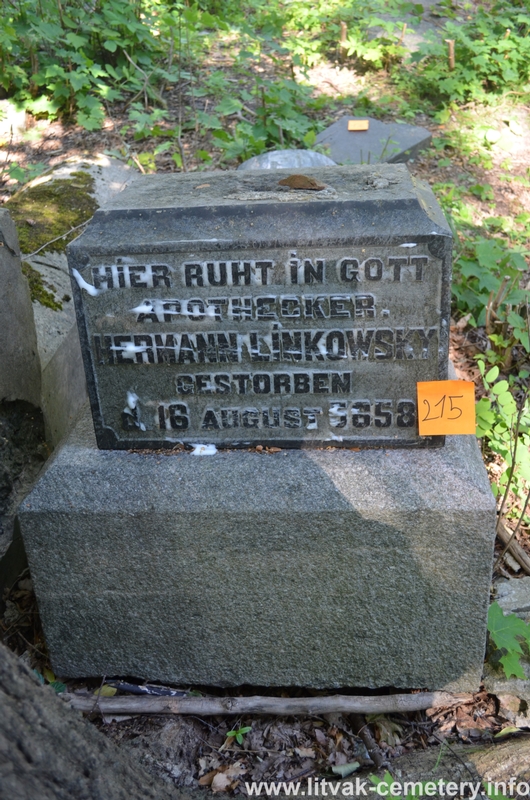 HiER RUHT iN GOTT
APOTHECKER.
HERMANN LINKOWSKY
GESTORBEN
D. 16 AUGUST 5658
215
www.litvak-cemetery.info